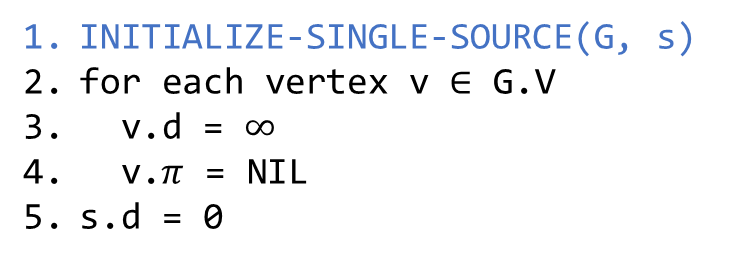 1. INITIALIZE-SINGLE-SOURCE(G, s)
2. for each vertex v ∈ G.V
3.   v.d = ∞
4.   v.π = NIL
5. s.d = 0